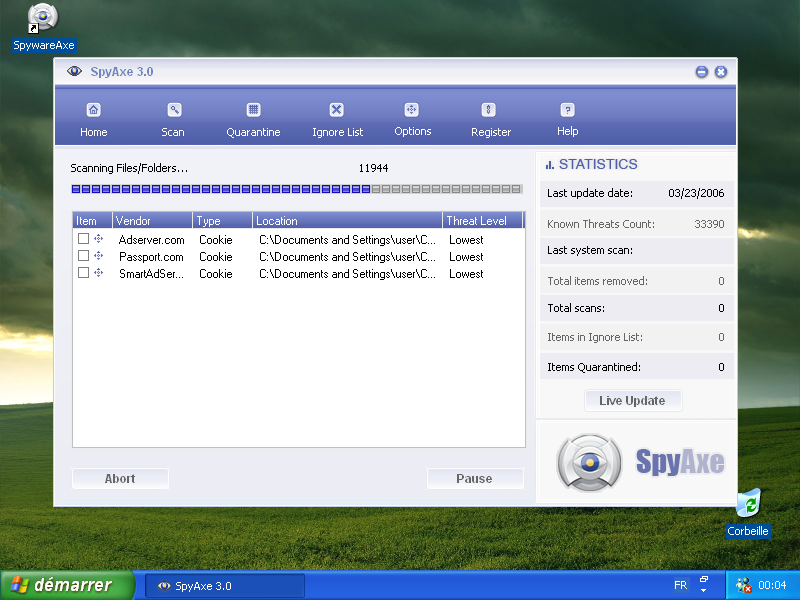 SpywareAxe
SpyAxe 3.0
Home Scan Quarantine Ignore List Options Register Help
Scanning Files/Folders... 11944
Item Vendor Type Location Threat Level
Adserver.com Cookie C:\Documents and Settings\user\C... Lowest
Passport.com Cookie C:\Documents and Settings\user\C... Lowest
SmartAdSer... Cookie C:\Documents and Settings\user\C... Lowest
Abort Pause
STATISTICS
Last update date: 03/23/2006
Known Threats Count: 33390
Last system scan:
Total items removed: 0
Total scans: 0
Items in Ignore List: 0
Items Quarantined: 0
Live Update
SpyAxe
Corbeille
démarrer SpyAxe 3.0 FR 00:04